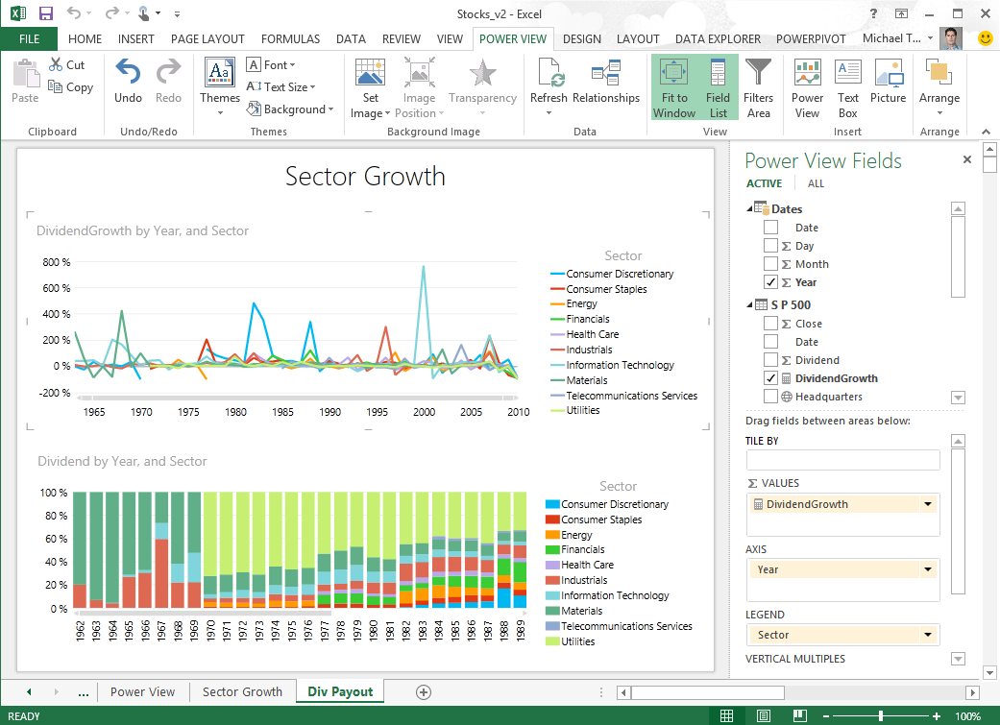 Stocks_v2 - Excel
?
FILE HOME INSERT PAGE LAYOUT FORMULAS DATA REVIEW VIEW POWER VIEW DESIGN LAYOUT DATA EXPLORER POWERPIVOT Michael T...
Paste
Cut
Copy
Clipboard
Undo
Redo
Undo/Redo
Themes
Font
Text Size
Background
Themes
Set Image
Image Position
Transparency
Background Image
Refresh
Relationships
Data
Fit to Window
Field List
Filters Area
View
Power View
Text Box
Picture
Insert
Arrange
Arrange
Sector Growth
DividendGrowth by Year, and Sector
800 %
600 %
400 %
200 %
0 %
-200 %
1965 1970 1975 1980 1985 1990 1995 2000 2005 2010
Sector
Consumer Discretionary
Consumer Staples
Energy
Financials
Health Care
Industrials
Information Technology
Materials
Telecommunications Services
Utilities
Dividend by Year, and Sector
100 %
80 %
60 %
40 %
20 %
0 %
1962 1963 1964 1965 1966 1967 1968 1969 1970 1971 1972 1973 1974 1975 1976 1977 1978 1979 1980 1981 1982 1983 1984 1985 1986 1987 1988 1989
Sector
Consumer Discretionary
Consumer Staples
Energy
Financials
Health Care
Industrials
Information Technology
Materials
Telecommunications Services
Utilities
Power View Fields
ACTIVE ALL
Dates
Date
Σ Day
Σ Month
Σ Year
S P 500
Σ Close
Date
Σ Dividend
DividendGrowth
Headquarters
Drag fields between areas below:
TILE BY
Σ VALUES
DividendGrowth
AXIS
Year
LEGEND
Sector
VERTICAL MULTIPLES
... Power View Sector Growth Div Payout
READY
100%